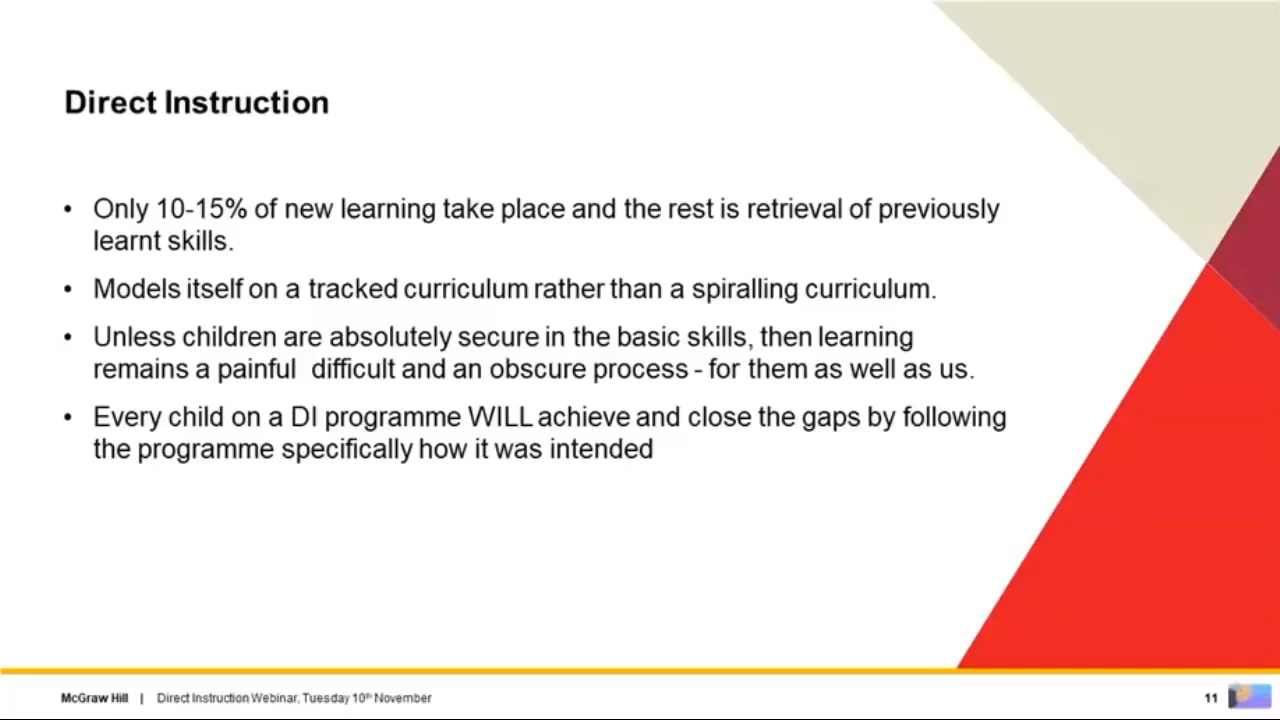 Direct Instruction
• Only 10-15% of new learning take place and the rest is retrieval of previously
learnt skills.
• Models itself on a tracked curriculum rather than a spiralling curriculum.
• Unless children are absolutely secure in the basic skills, then learning
remains a painful  difficult and an obscure process - for them as well as us.
• Every child on a DI programme WILL achieve and close the gaps by following
the programme specifically how it was intended
McGraw Hill | Direct Instruction Webinar, Tuesday 10th November 11